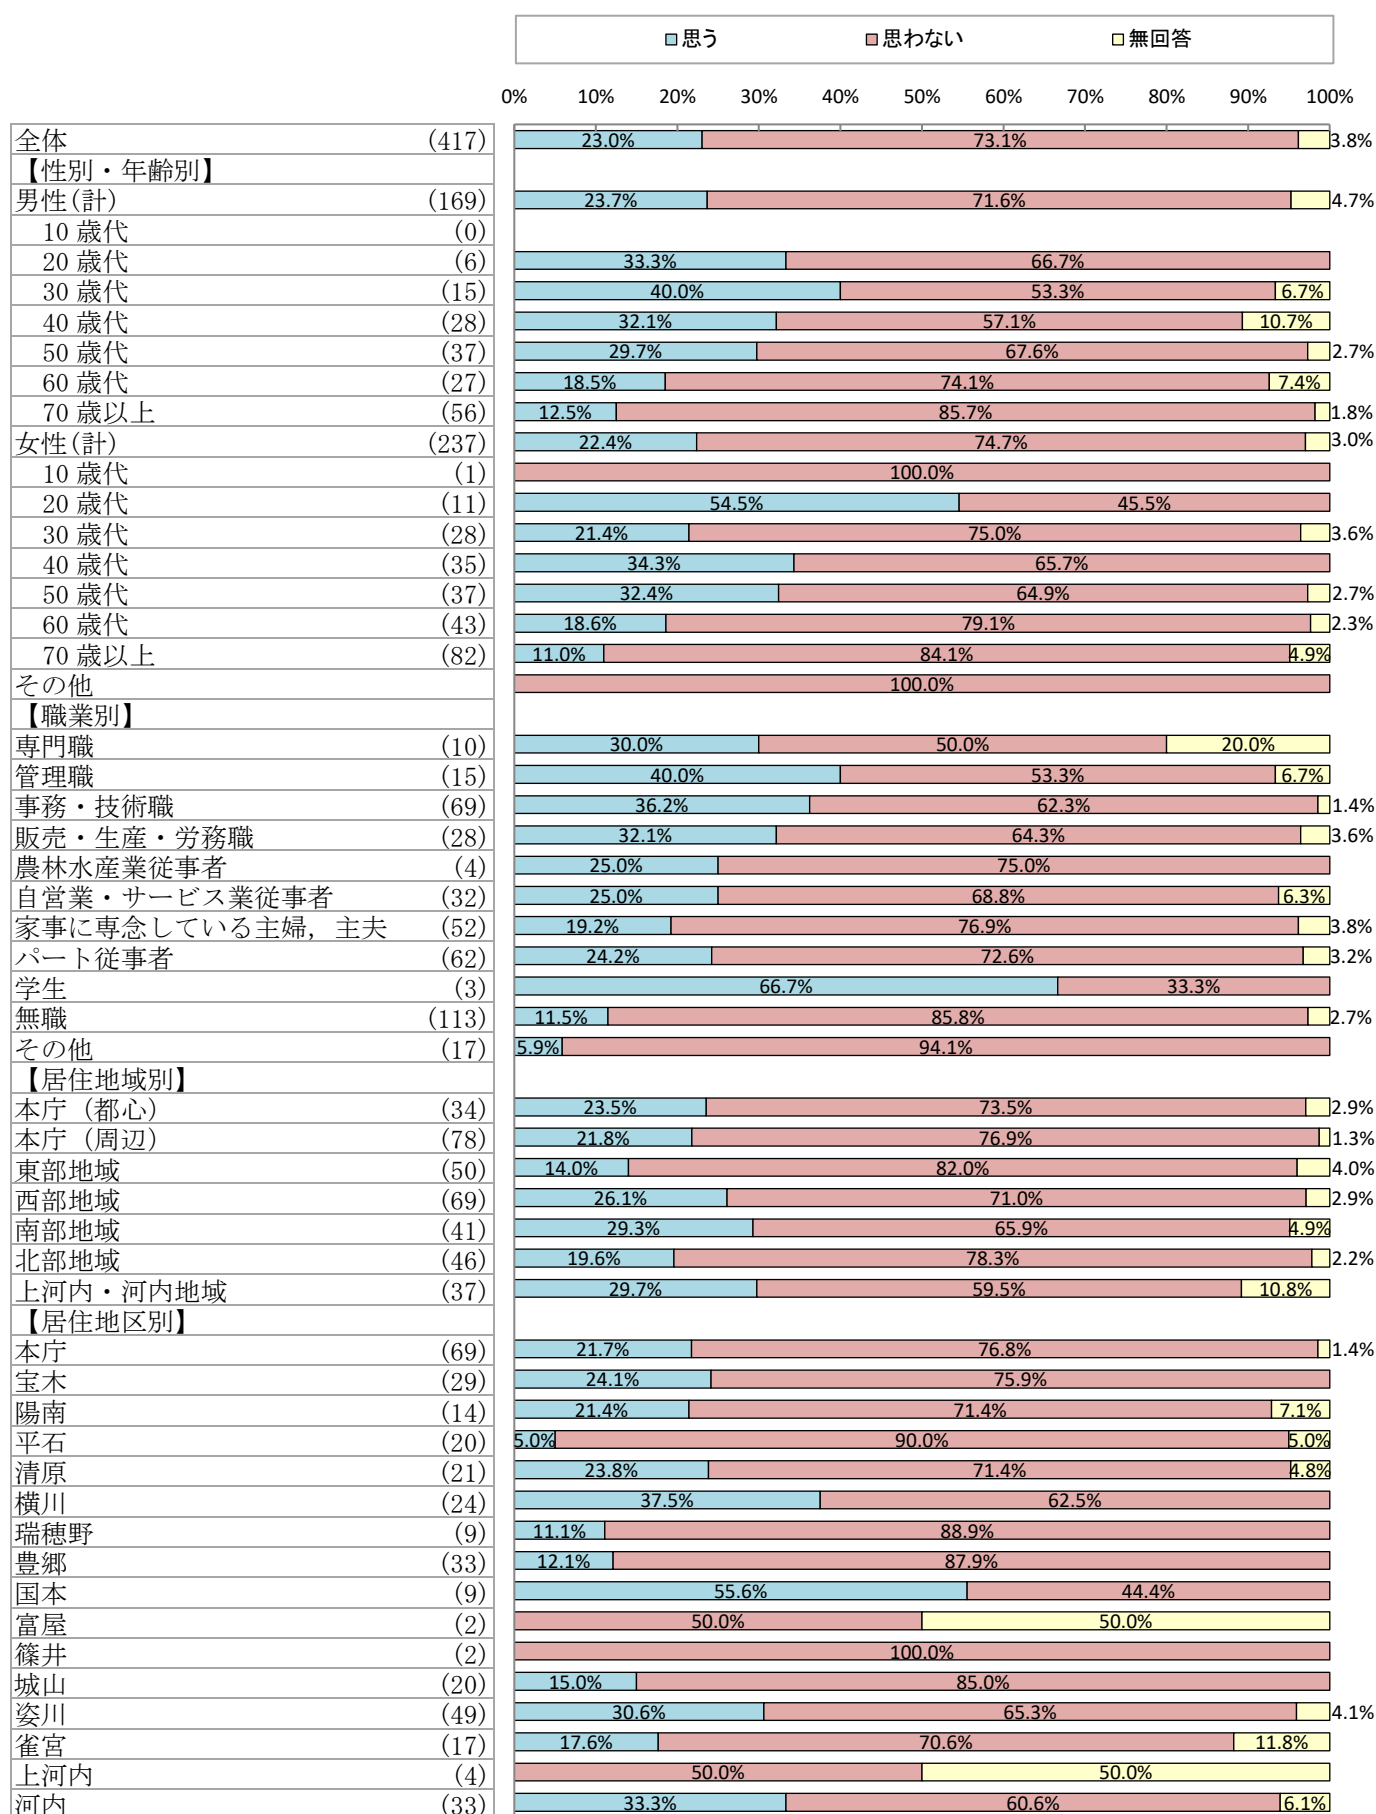 思う 思わない 無回答
0% 10% 20% 30% 40% 50% 60% 70% 80% 90% 100%
全体 (417) 23.0% 73.1% 3.8%
【性別・年齢別】
男性(計) (169) 23.7% 71.6% 4.7%
10 歳代 (0)
20 歳代 (6) 33.3% 66.7%
30 歳代 (15) 40.0% 53.3% 6.7%
40 歳代 (28) 32.1% 57.1% 10.7%
50 歳代 (37) 29.7% 67.6% 2.7%
60 歳代 (27) 18.5% 74.1% 7.4%
70 歳以上 (56) 12.5% 85.7% 1.8%
女性(計) (237) 22.4% 74.7% 3.0%
10 歳代 (1) 100.0%
20 歳代 (11) 54.5% 45.5%
30 歳代 (28) 21.4% 75.0% 3.6%
40 歳代 (35) 34.3% 65.7%
50 歳代 (37) 32.4% 64.9% 2.7%
60 歳代 (43) 18.6% 79.1% 2.3%
70 歳以上 (82) 11.0% 84.1% 4.9%
その他 100.0%
【職業別】
専門職 (10) 30.0% 50.0% 20.0%
管理職 (15) 40.0% 53.3% 6.7%
事務・技術職 (69) 36.2% 62.3% 1.4%
販売・生産・労務職 (28) 32.1% 64.3% 3.6%
農林水産業従事者 (4) 25.0% 75.0%
自営業・サービス業従事者 (32) 25.0% 68.8% 6.3%
家事に専念している主婦，主夫 (52) 19.2% 76.9% 3.8%
パート従事者 (62) 24.2% 72.6% 3.2%
学生 (3) 66.7% 33.3%
無職 (113) 11.5% 85.8% 2.7%
その他 (17) 5.9% 94.1%
【居住地域別】
本庁（都心） (34) 23.5% 73.5% 2.9%
本庁（周辺） (78) 21.8% 76.9% 1.3%
東部地域 (50) 14.0% 82.0% 4.0%
西部地域 (69) 26.1% 71.0% 2.9%
南部地域 (41) 29.3% 65.9% 4.9%
北部地域 (46) 19.6% 78.3% 2.2%
上河内・河内地域 (37) 29.7% 59.5% 10.8%
【居住地区別】
本庁 (69) 21.7% 76.8% 1.4%
宝木 (29) 24.1% 75.9%
陽南 (14) 21.4% 71.4% 7.1%
平石 (20) 5.0% 90.0% 5.0%
清原 (21) 23.8% 71.4% 4.8%
横川 (24) 37.5% 62.5%
瑞穂野 (9) 11.1% 88.9%
豊郷 (33) 12.1% 87.9%
国本 (9) 55.6% 44.4%
富屋 (2) 50.0% 50.0%
篠井 (2) 100.0%
城山 (20) 15.0% 85.0%
姿川 (49) 30.6% 65.3% 4.1%
雀宮 (17) 17.6% 70.6% 11.8%
上河内 (4) 50.0% 50.0%
河内 (33) 33.3% 60.6% 6.1%